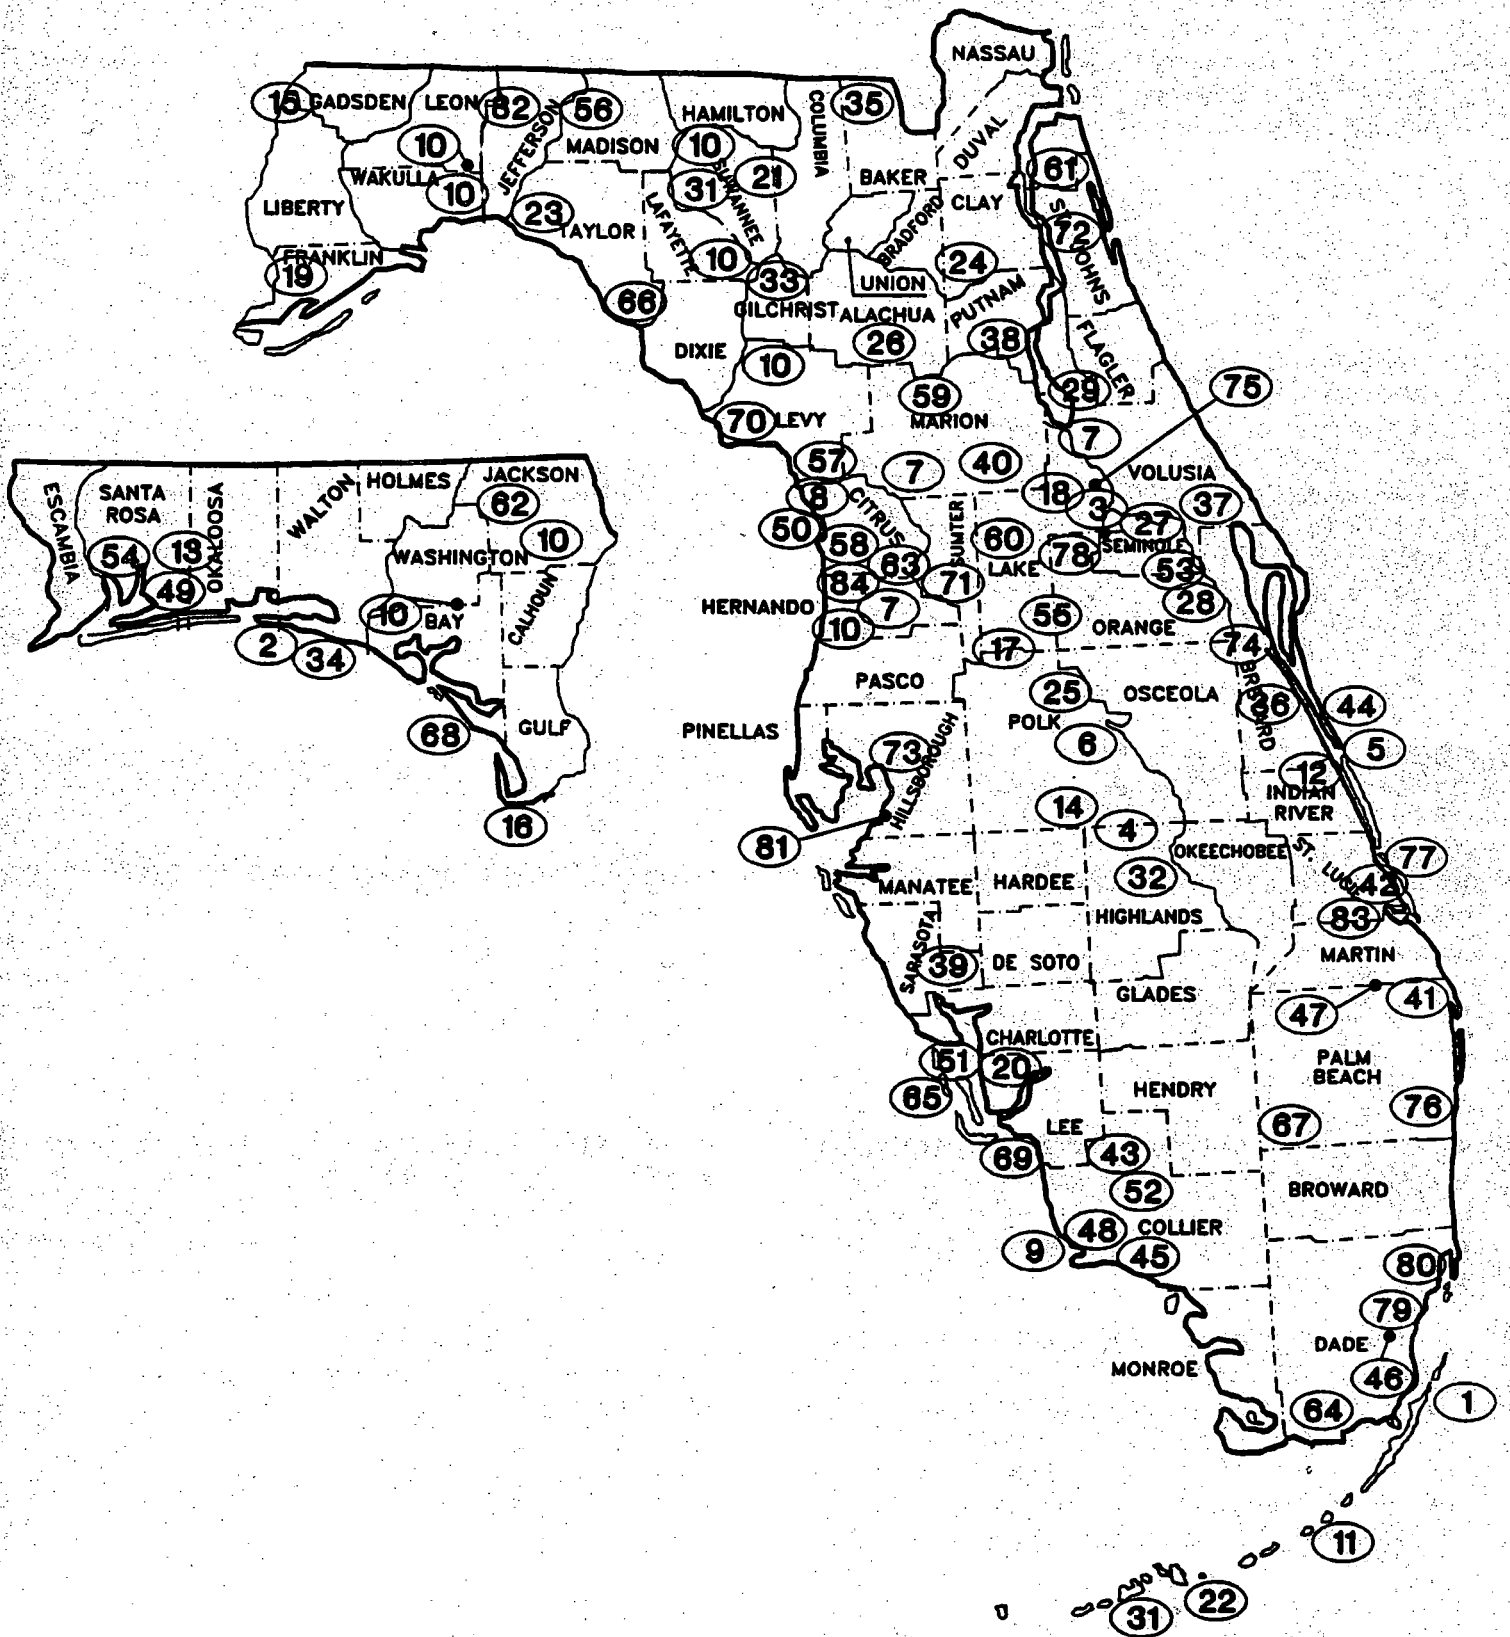 NASSAU
15 GADSDEN LEON 82 56 HAMILTON COLUMBIA 35
10 JEFFERSON MADISON 10 DUVAL
WAKULLA 10 31 SUWANNEE 21 BAKER 61
LIBERTY 23 TAYLOR LAFAYETTE BRADFORD CLAY ST. JOHNS 72
FRANKLIN 10 24
19 33 UNION
66 GILCHRIST ALACHUA PUTNAM
26 38 FLAGLER
DIXIE 10
59 29 75
70 LEVY MARION 7
57 7 40 VOLUSIA
ESCAMBIA SANTA
ROSA OKALOOSA WALTON HOLMES JACKSON
62
8 CITRUS SUMTER 18 3 37
54 13 WASHINGTON 10 50 58 60 27
SEMINOLE
49 63 LAKE 78 53
84 71
10 BAY CALHOUN HERNANDO 7 55 28
10 ORANGE
2 34 17 74
PASCO 25 OSCEOLA BREVARD 36 44
68 GULF PINELLAS POLK
73 HILLSBOROUGH 6 5
12
INDIAN
RIVER
16 14 4
81 OKEECHOBEE ST. LUCIE 77
MANATEE HARDEE 32 42
HIGHLANDS 83
SARASOTA 39 DE SOTO MARTIN
GLADES 47 41
CHARLOTTE
51 20 PALM
BEACH
65 HENDRY 76
LEE 67
69 43
52 BROWARD
48 COLLIER
9 45 80
79
DADE
MONROE 46
64 1
11
22
31